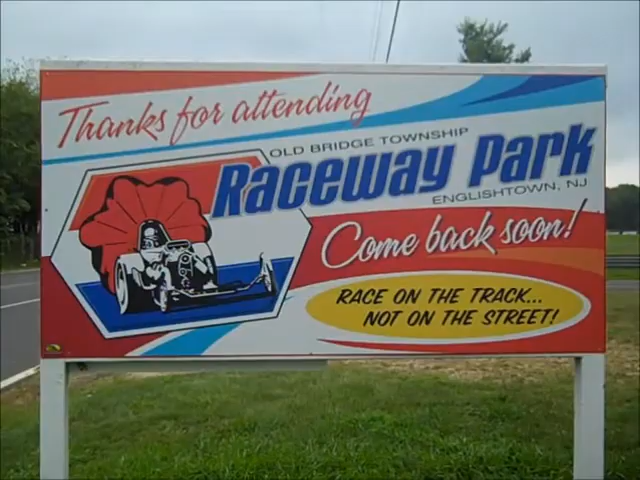 Thanks for attending
OLD BRIDGE TOWNSHIP
Raceway Park
ENGLISHTOWN, NJ
Come back soon!
RACE ON THE TRACK...
NOT ON THE STREET!